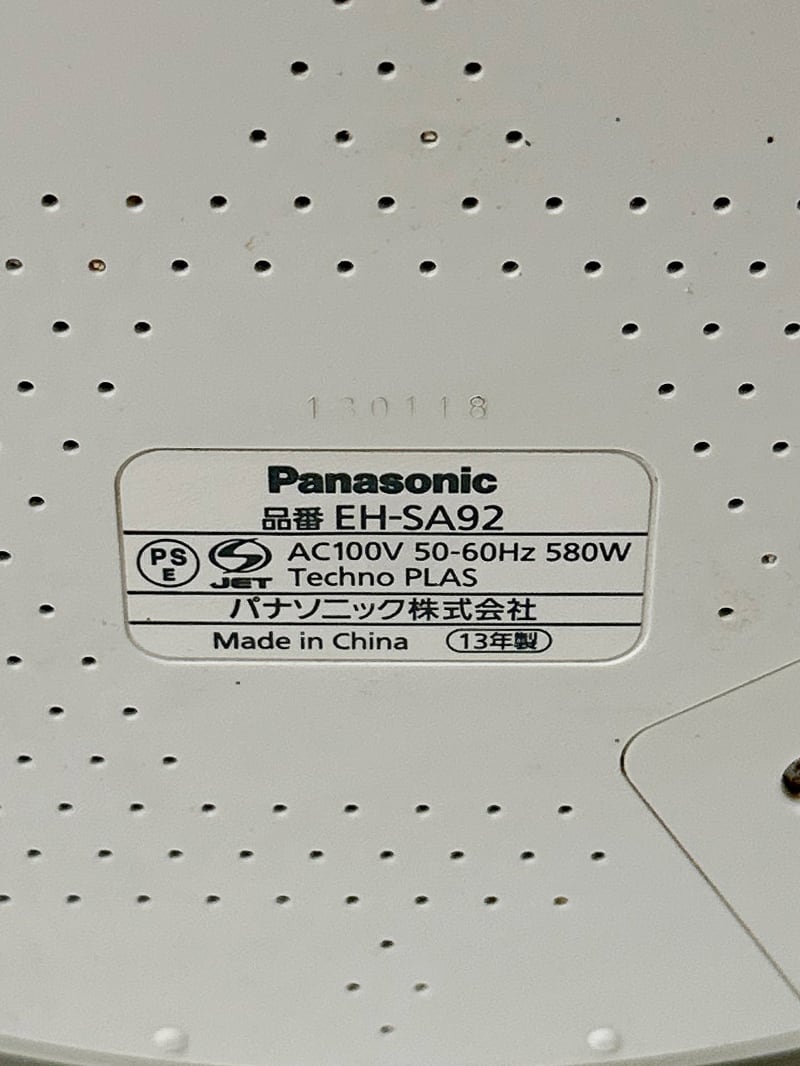 130118
Panasonic
品番 EH-SA92
PS E JET AC100V 50-60Hz 580W
Techno PLAS
パナソニック株式会社
Made in China 13年製